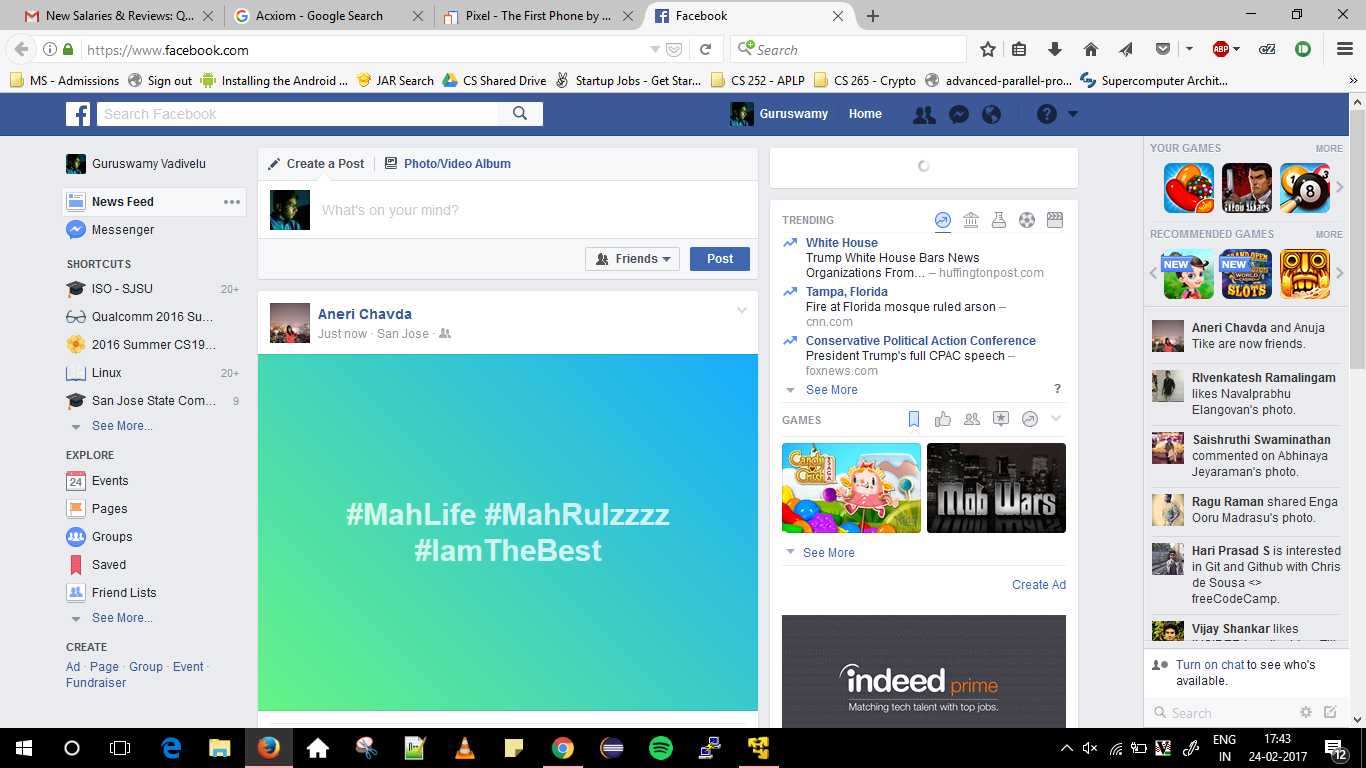 New Salaries & Reviews: Q...
Acxiom - Google Search
Pixel - The First Phone by ...
Facebook
https://www.facebook.com
Search
ABP
MS - Admissions
Sign out
Installing the Android ...
JAR Search
CS Shared Drive
Startup Jobs - Get Star...
CS 252 - APLP
CS 265 - Crypto
advanced-parallel-pro...
Supercomputer Archit...
Search Facebook
Guruswamy
Home
Guruswamy Vadivelu
News Feed
Messenger
SHORTCUTS
ISO - SJSU 20+
Qualcomm 2016 Su...
2016 Summer CS19...
Linux 20+
San Jose State Com... 9
See More...
EXPLORE
24 Events
Pages
Groups
Saved
Friend Lists
See More...
CREATE
Ad · Page · Group · Event ·
Fundraiser
Create a Post
Photo/Video Album
What's on your mind?
Friends
Post
Aneri Chavda
Just now · San Jose ·
#MahLife #MahRulzzzz
#IamTheBest
TRENDING
White House
Trump White House Bars News
Organizations From... – huffingtonpost.com
Tampa, Florida
Fire at Florida mosque ruled arson –
cnn.com
Conservative Political Action Conference
President Trump's full CPAC speech –
foxnews.com
See More ?
GAMES
Candy
Crush
SAGA
Mob Wars
See More
Create Ad
indeed prime
Matching tech talent with top jobs.
YOUR GAMES MORE
Mob Wars
8
RECOMMENDED GAMES MORE
NEW
NEW
SLOTS
Aneri Chavda and Anuja
Tike are now friends.
RIvenkatesh Ramalingam
likes Navalprabhu
Elangovan's photo.
Saishruthi Swaminathan
commented on Abhinaya
Jeyaraman's photo.
Ragu Raman shared Enga
Ooru Madrasu's photo.
Hari Prasad S is interested
in Git and Github with Chris
de Sousa <>
freeCodeCamp.
Vijay Shankar likes
Turn on chat to see who's
available.
Search
ENG
IN
17:43
24-02-2017
12